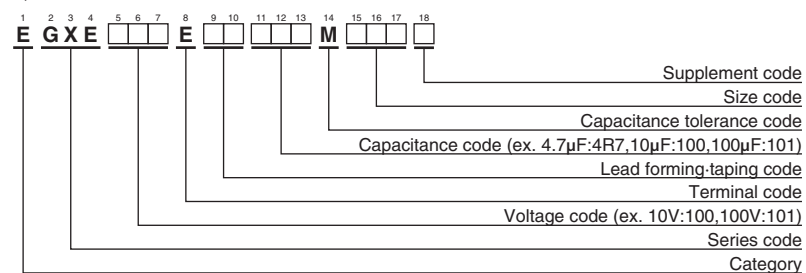 1 2 3 4 5 6 7 8 9 10 11 12 13 14 15 16 17 18
E G X E □□□ E □□ □□□ M □□□ □
Supplement code
Size code
Capacitance tolerance code
Capacitance code (ex. 4.7μF:4R7,10μF:100,100μF:101)
Lead forming·taping code
Terminal code
Voltage code (ex. 10V:100,100V:101)
Series code
Category